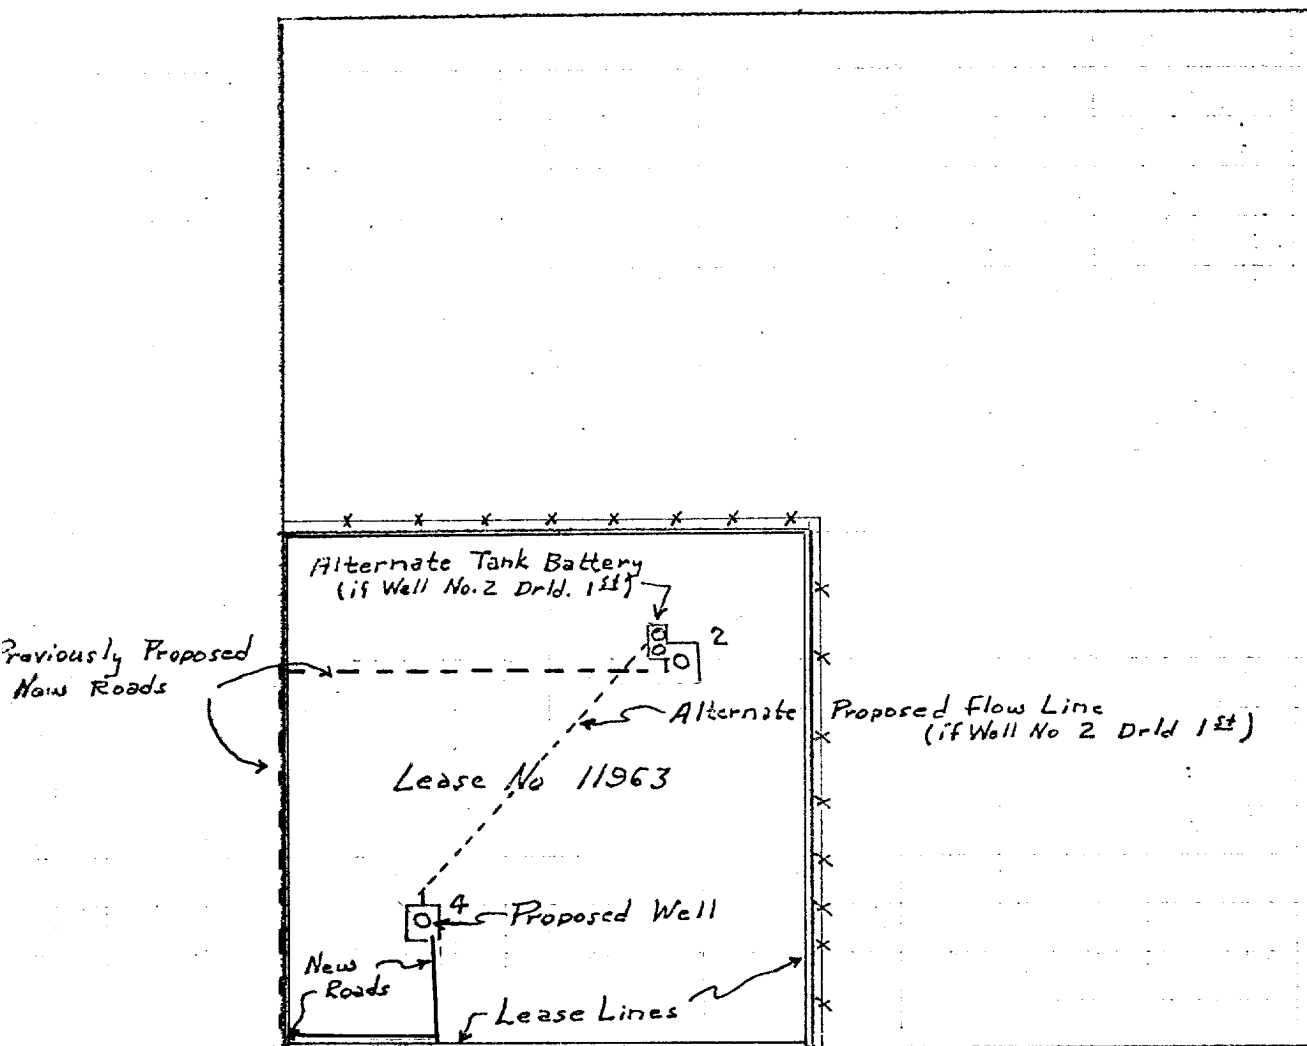 Alternate Tank Battery
(if Well No. 2 Drld. 1st)
2
Previously Proposed
New Roads
Alternate Proposed Flow Line
(if Well No 2 Drld 1st)
Lease No 11963
4
Proposed Well
New
Roads
Lease Lines